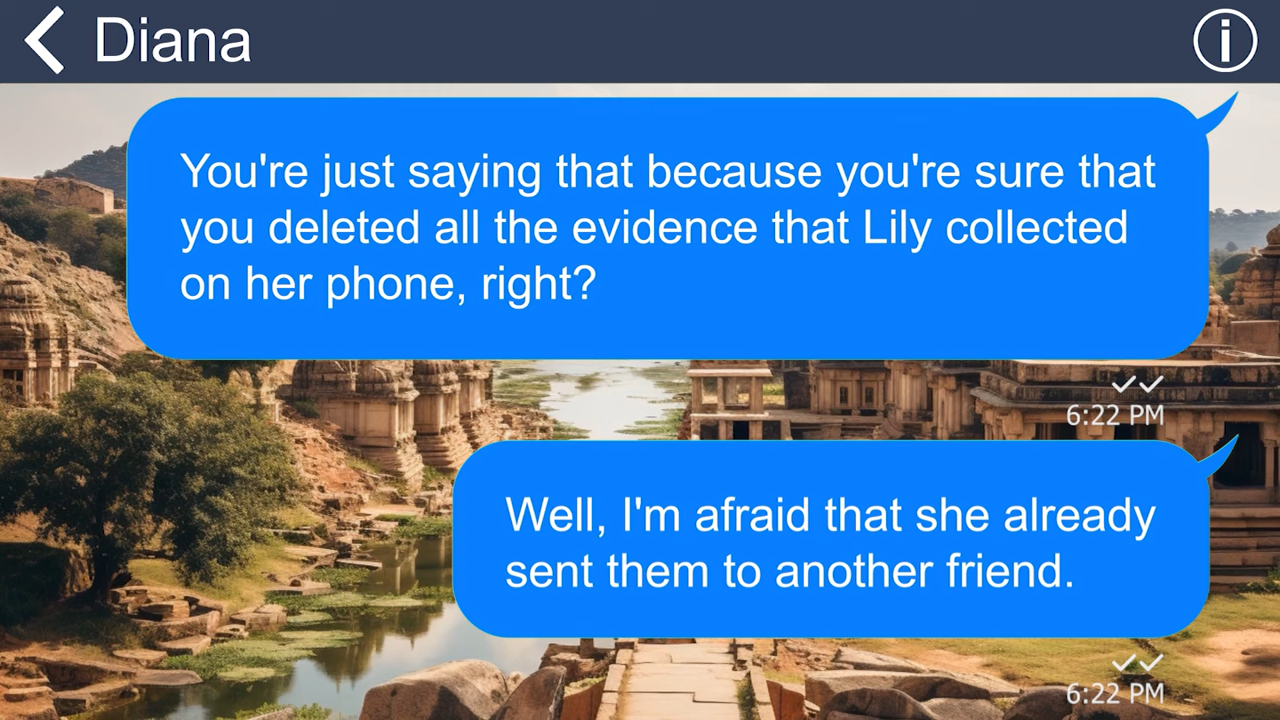 Diana
You're just saying that because you're sure that
you deleted all the evidence that Lily collected
on her phone, right?
6:22 PM
Well, I'm afraid that she already
sent them to another friend.
6:22 PM